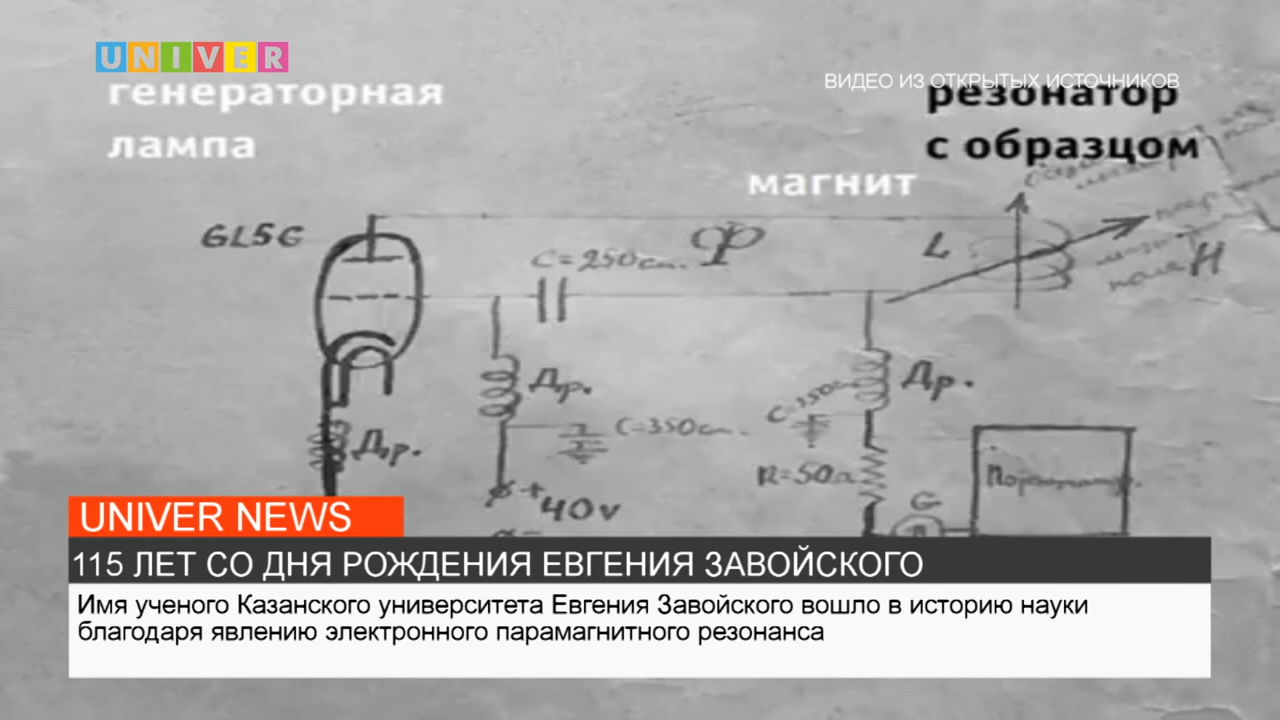 UNIVER
ВИДЕО ИЗ ОТКРЫТЫХ ИСТОЧНИКОВ
генераторная
лампа
резонатор
с образцом
магнит
6L5G
C=250cm.
L
H
Др.
Др.
Др.
C=350cm.
C=350cm
R=50Ω
+40V
G
UNIVER NEWS
115 ЛЕТ СО ДНЯ РОЖДЕНИЯ ЕВГЕНИЯ ЗАВОЙСКОГО
Имя ученого Казанского университета Евгения Завойского вошло в историю науки
благодаря явлению электронного парамагнитного резонанса